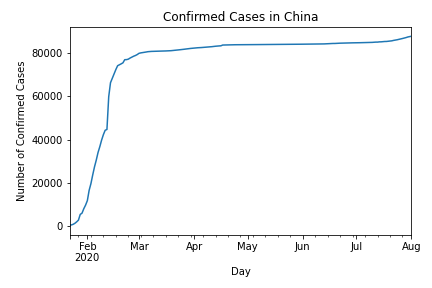 Confirmed Cases in China
Number of Confirmed Cases
80000
60000
40000
20000
0
Feb Mar Apr May Jun Jul Aug
2020
Day